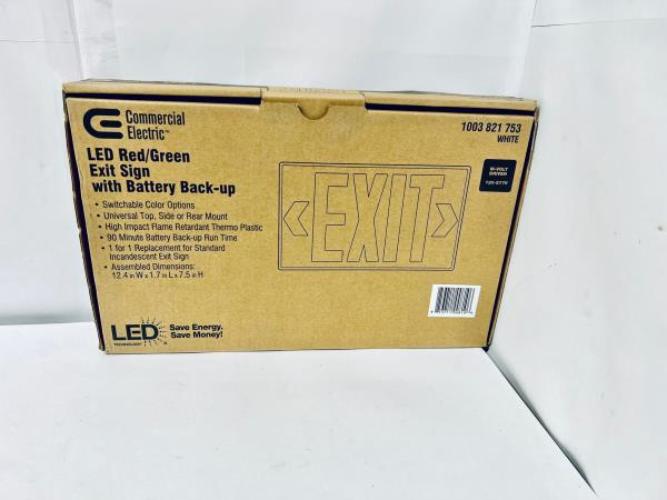 Commercial
Electric™
1003 821 753
WHITE
LED Red/Green
Exit Sign
with Battery Back-up
• Switchable Color Options
• Universal Top, Side or Rear Mount
• High Impact Flame Retardant Thermo Plastic
• 90 Minute Battery Back-up Run Time
• 1 for 1 Replacement for Standard
Incandescent Exit Sign
• Assembled Dimensions:
12.4 in W x 1.7 in L x 7.5 in H
EXIT
DRIVER
LED
TECHNOLOGY
Save Energy.
Save Money!